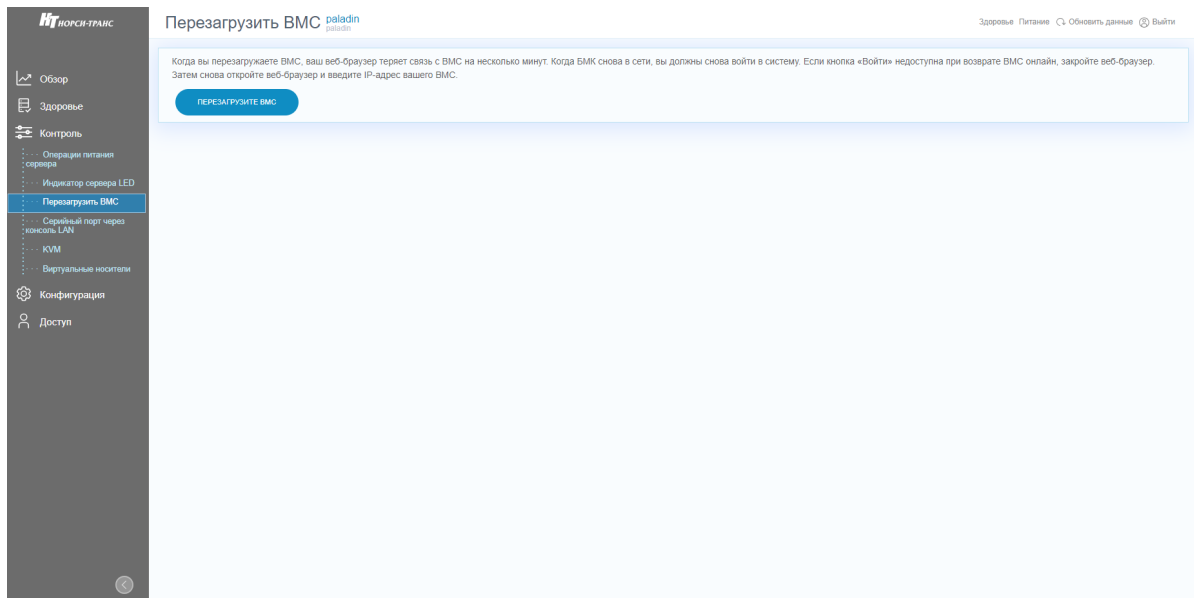 НТ НОРСИ-ТРАНС
Перезагрузить BMC paladin
paladin
Здоровье Питание Обновить данные Выйти
Когда вы перезагружаете BMC, ваш веб-браузер теряет связь с BMC на несколько минут. Когда БМК снова в сети, вы должны снова войти в систему. Если кнопка «Войти» недоступна при возврате BMC онлайн, закройте веб-браузер.
Затем снова откройте веб-браузер и введите IP-адрес вашего BMC.
ПЕРЕЗАГРУЗИТЕ BMC
Обзор
Здоровье
Контроль
Операции питания
сервера
Индикатор сервера LED
Перезагрузить BMC
Серийный порт через
консоль LAN
KVM
Виртуальные носители
Конфигурация
Доступ